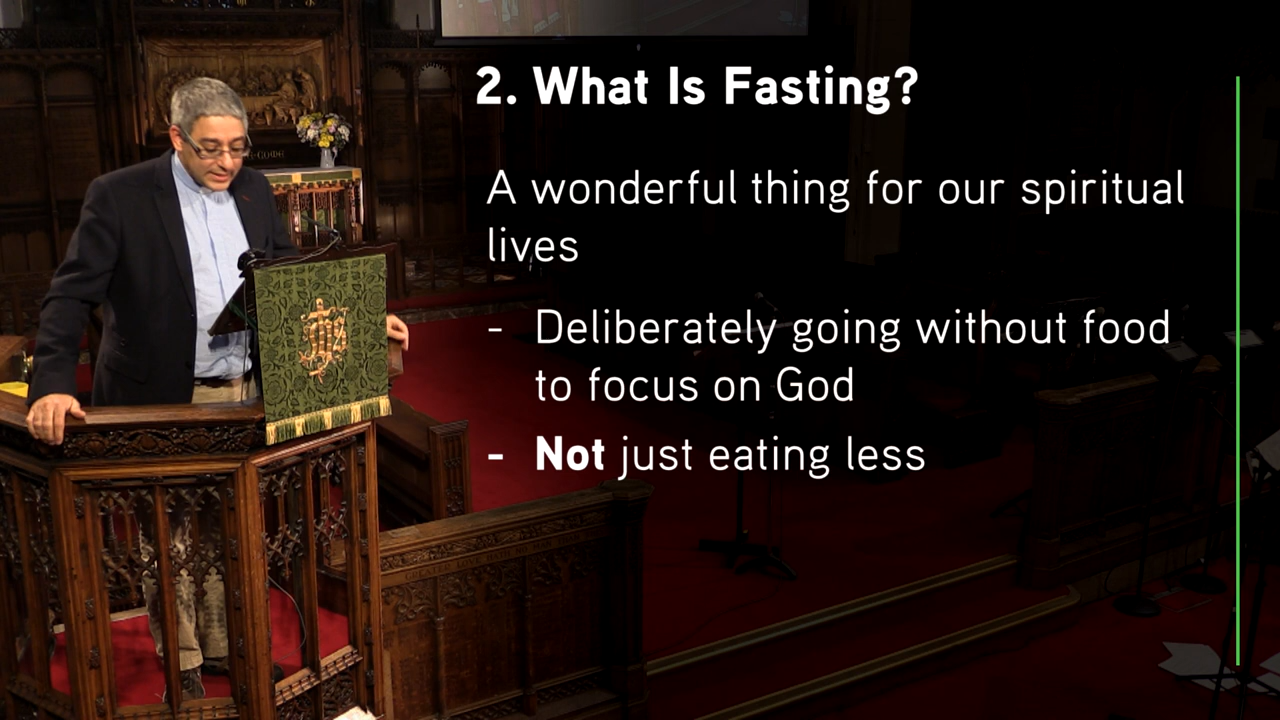 2. What Is Fasting?
A wonderful thing for our spiritual
lives
- Deliberately going without food
to focus on God
- Not just eating less